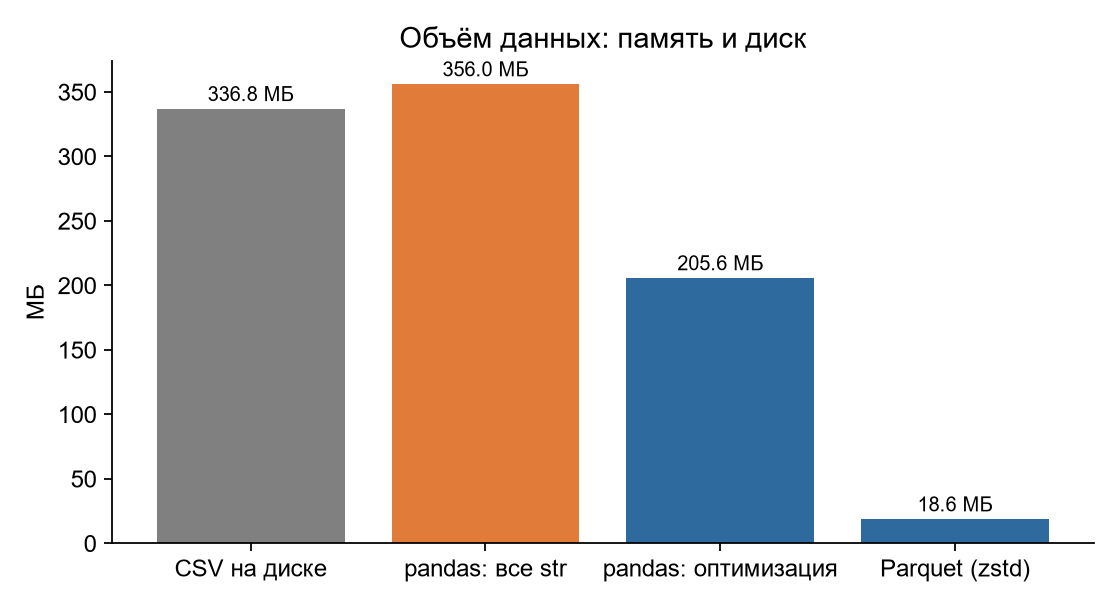 Объём данных: память и диск
МБ
350
300
250
200
150
100
50
0
336.8 МБ
356.0 МБ
205.6 МБ
18.6 МБ
CSV на диске
pandas: все str
pandas: оптимизация
Parquet (zstd)